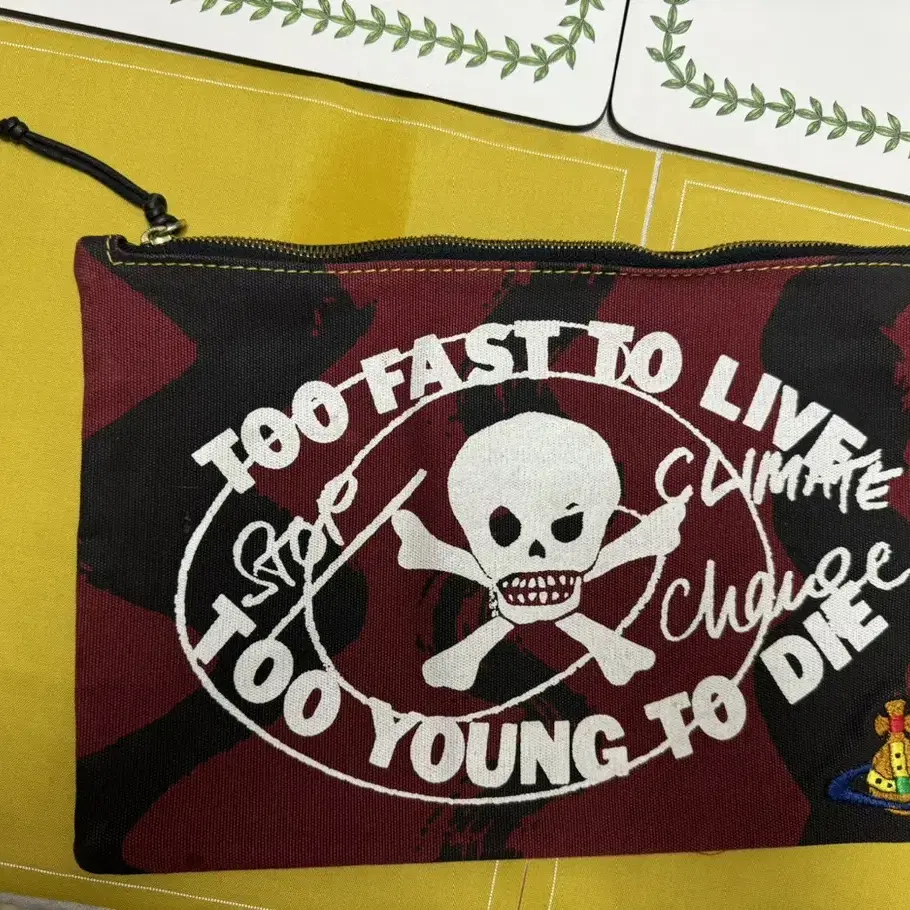 TOO FAST TO LIVE
STOP
CLIMATE
Change
TOO YOUNG TO DIE